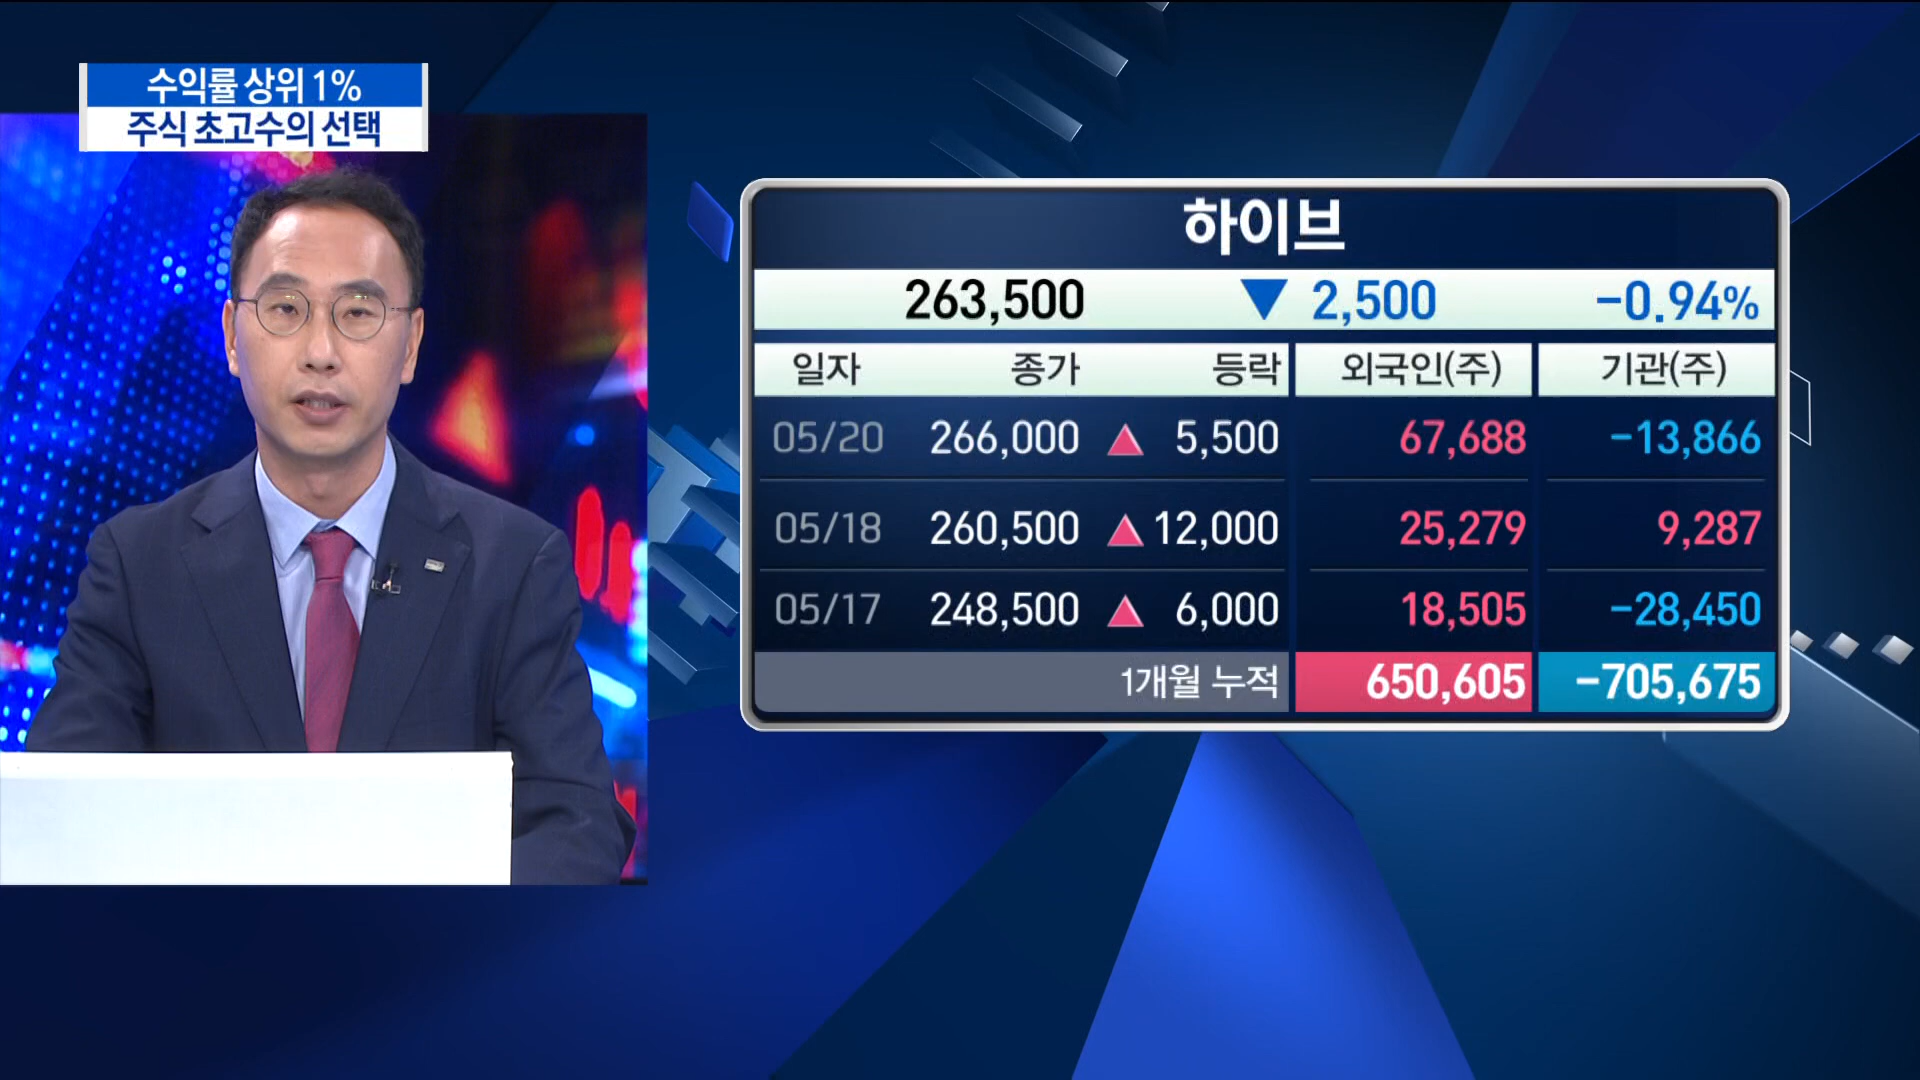 수익률 상위 1%
주식 초고수의 선택
하이브
263,500 ▼ 2,500 -0.94%
일자 종가 등락 외국인(주) 기관(주)
05/20 266,000 ▲ 5,500 67,688 -13,866
05/18 260,500 ▲ 12,000 25,279 9,287
05/17 248,500 ▲ 6,000 18,505 -28,450
1개월 누적 650,605 -705,675